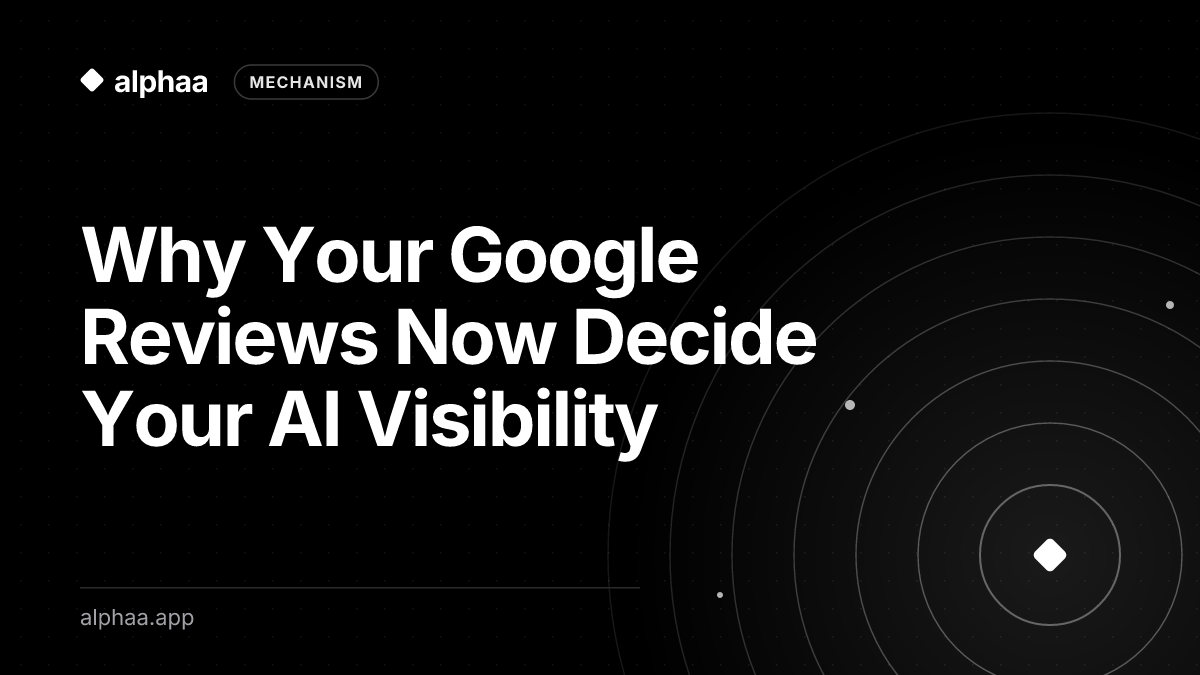 alphaa
MECHANISM
Why Your Google
Reviews Now Decide
Your AI Visibility
alphaa.app